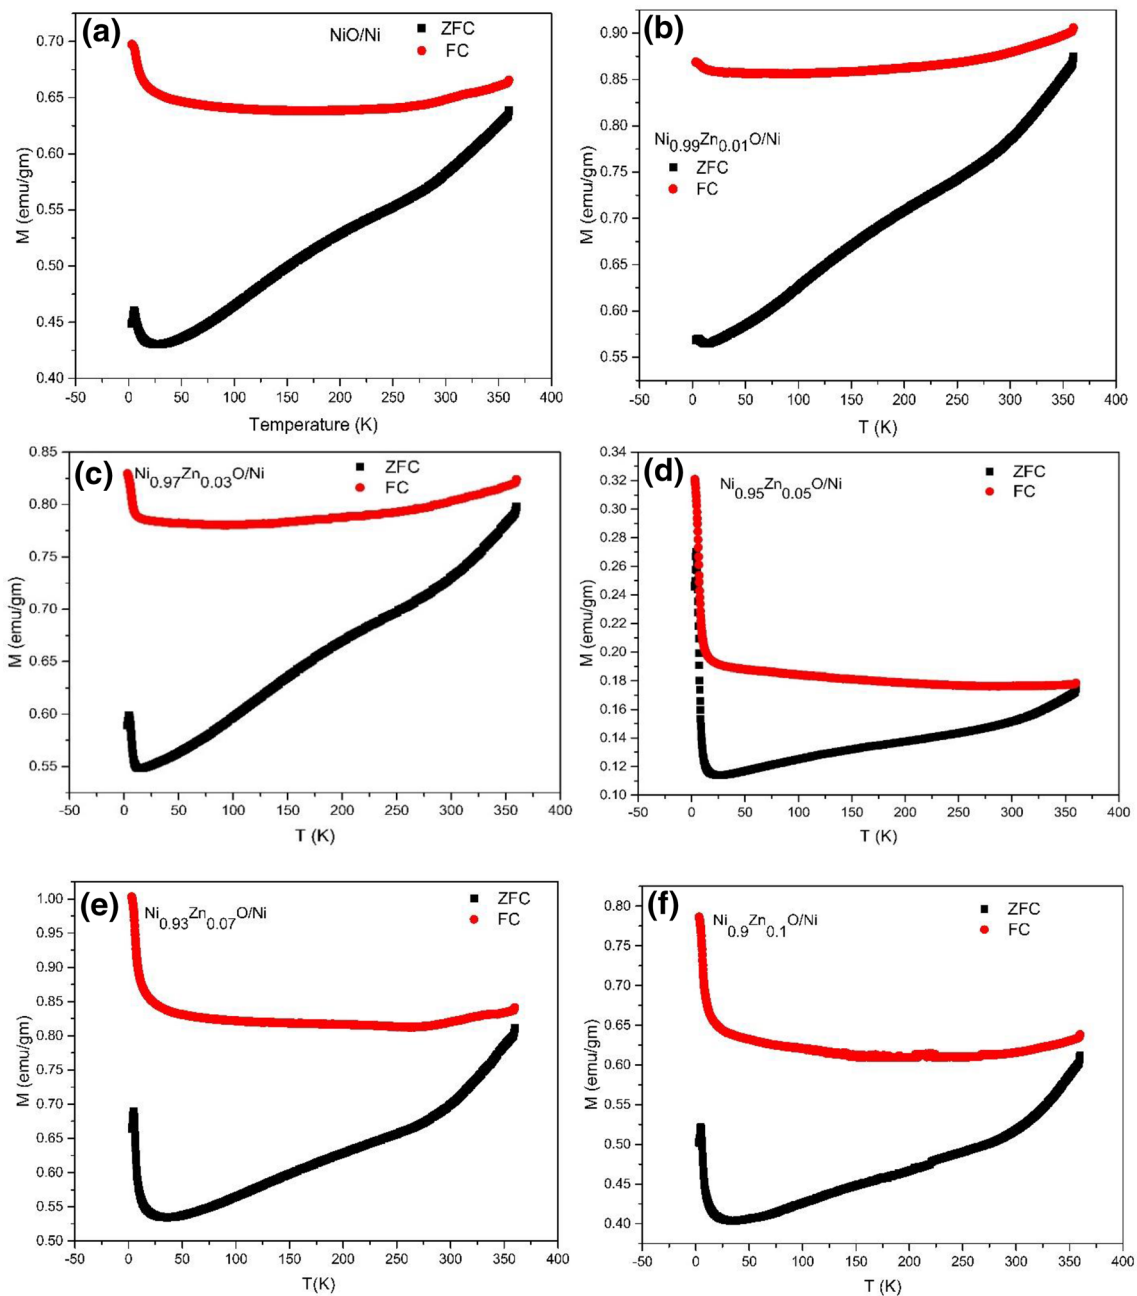 (a)
NiO/Ni
ZFC
FC
0.70
0.65
0.60
0.55
0.50
0.45
0.40
M (emu/gm)
-50 0 50 100 150 200 250 300 350 400
Temperature (K)
(b)
Ni0.99Zn0.01O/Ni
ZFC
FC
0.90
0.85
0.80
0.75
0.70
0.65
0.60
0.55
M (emu/gm)
-50 0 50 100 150 200 250 300 350 400
T (K)
(c)
Ni0.97Zn0.03O/Ni
ZFC
FC
0.85
0.80
0.75
0.70
0.65
0.60
0.55
M (emu/gm)
-50 0 50 100 150 200 250 300 350 400
T (K)
(d)
Ni0.95Zn0.05O/Ni
ZFC
FC
0.34
0.32
0.30
0.28
0.26
0.24
0.22
0.20
0.18
0.16
0.14
0.12
0.10
M (emu/gm)
-50 0 50 100 150 200 250 300 350 400
T (K)
(e)
Ni0.93Zn0.07O/Ni
ZFC
FC
1.00
0.95
0.90
0.85
0.80
0.75
0.70
0.65
0.60
0.55
0.50
M (emu/gm)
-50 0 50 100 150 200 250 300 350 400
T(K)
(f)
Ni0.9Zn0.1O/Ni
ZFC
FC
0.80
0.75
0.70
0.65
0.60
0.55
0.50
0.45
0.40
M (emu/gm)
-50 0 50 100 150 200 250 300 350 400
T (K)